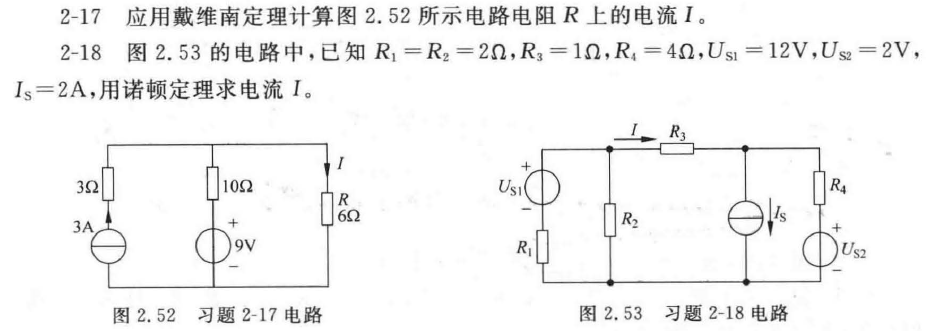 2-17 应用戴维南定理计算图 2.52 所示电路电阻 R 上的电流 I。
2-18 图 2.53 的电路中,已知 R₁=R₂=2Ω,R₃=1Ω,R₄=4Ω,U_S1=12V,U_S2=2V,
I_S=2A,用诺顿定理求电流 I。
3Ω
3A
10Ω
+
9V
−
I
R
6Ω
图 2.52 习题 2-17 电路
+
U_S1
−
R₁
R₂
I
R₃
I_S
R₄
+
U_S2
−
图 2.53 习题 2-18 电路